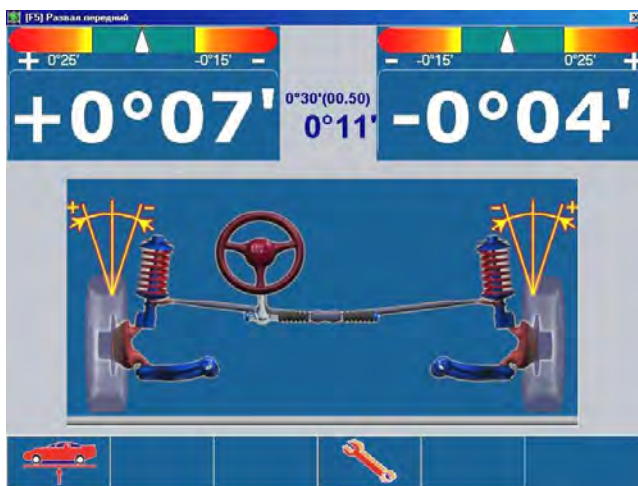 [F5] Развал передний
+ 0°25' -0°15' -
- -0°15' 0°25' +
+0°07'
0°30'(00.50)
0°11'
-0°04'
+ -
- +